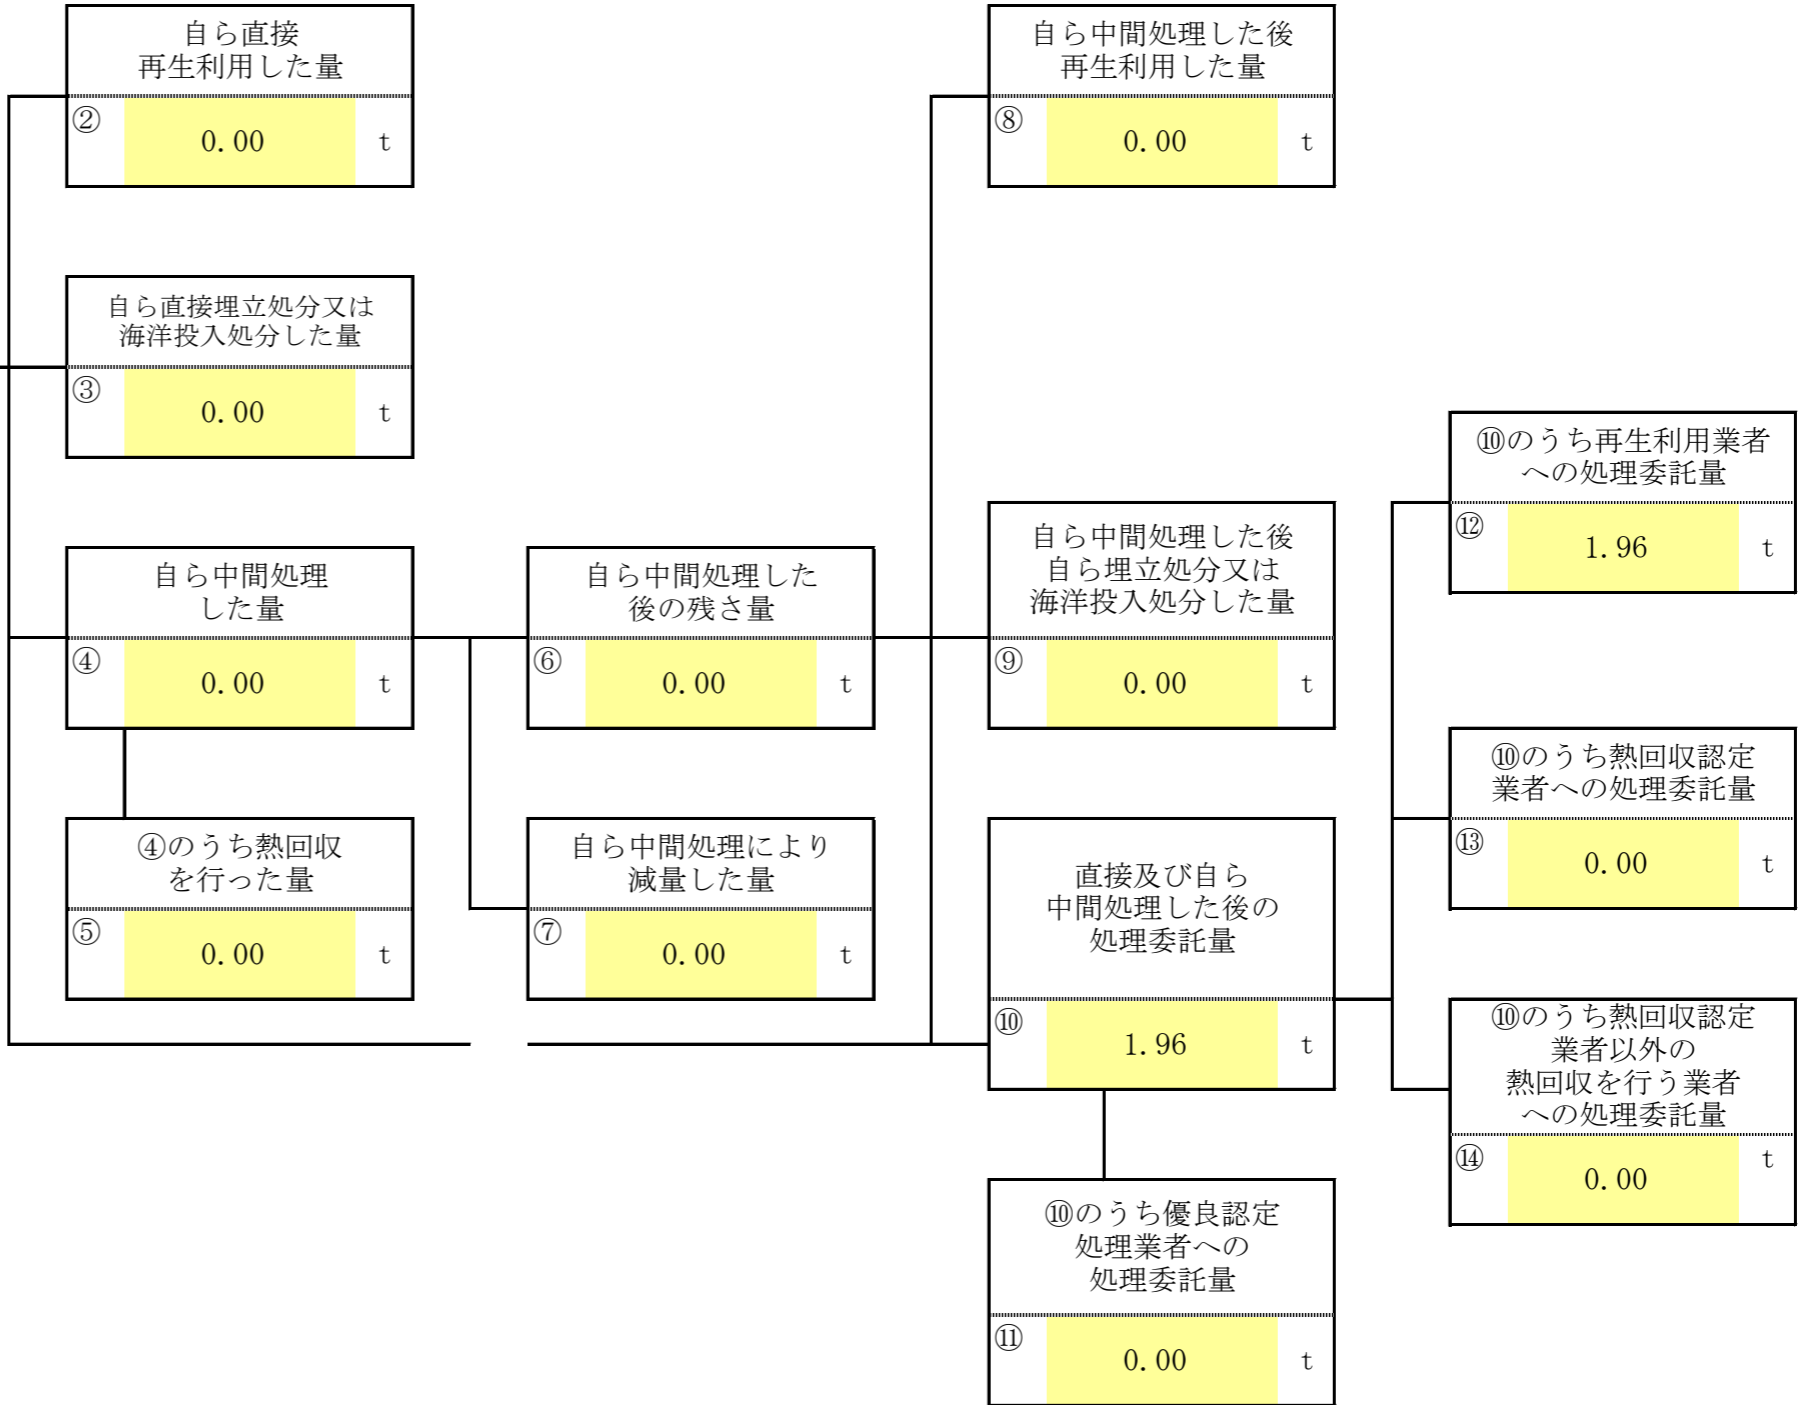 自ら直接
再生利用した量
② 0.00 t
自ら中間処理した後
再生利用した量
⑧ 0.00 t
自ら直接埋立処分又は
海洋投入処分した量
③ 0.00 t
⑩のうち再生利用業者
への処理委託量
⑫ 1.96 t
自ら中間処理
した量
④ 0.00 t
自ら中間処理した
後の残さ量
⑥ 0.00 t
自ら中間処理した後
自ら埋立処分又は
海洋投入処分した量
⑨ 0.00 t
⑩のうち熱回収認定
業者への処理委託量
⑬ 0.00 t
④のうち熱回収
を行った量
⑤ 0.00 t
自ら中間処理により
減量した量
⑦ 0.00 t
直接及び自ら
中間処理した後の
処理委託量
⑩ 1.96 t
⑩のうち熱回収認定
業者以外の
熱回収を行う業者
への処理委託量
⑭ 0.00 t
⑩のうち優良認定
処理業者への
処理委託量
⑪ 0.00 t